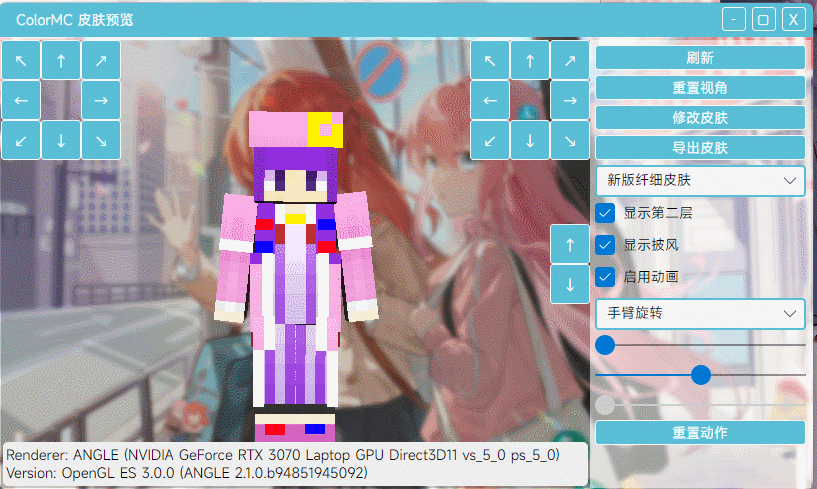 ColorMC 皮肤预览
- ▢ X
↖ ↑ ↗
← →
↙ ↓ ↘
↖ ↑ ↗
← →
↙ ↓ ↘
↑
↓
刷新
重置视角
修改皮肤
导出皮肤
新版纤细皮肤
显示第二层
显示披风
启用动画
手臂旋转
重置动作
Renderer: ANGLE (NVIDIA GeForce RTX 3070 Laptop GPU Direct3D11 vs_5_0 ps_5_0)
Version: OpenGL ES 3.0.0 (ANGLE 2.1.0.b94851945092)